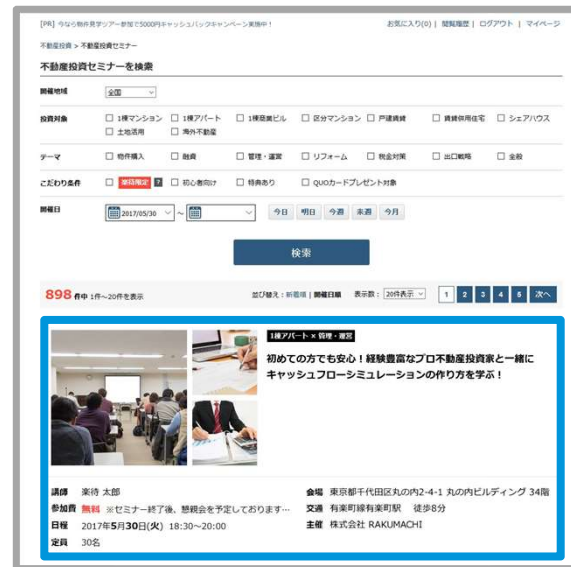 [PR] 今なら物件見学ツアー参加で5000円キャッシュバックキャンペーン実施中！ お気に入り(0) | 閲覧履歴 | ログアウト | マイページ
不動産投資 > 不動産投資セミナー
不動産投資セミナーを検索
開催地域 全国
投資対象 1棟マンション 1棟アパート 1棟商業ビル 区分マンション 戸建賃貸 賃貸併用住宅 シェアハウス
土地活用 海外不動産
テーマ 物件購入 融資 管理・運営 リフォーム 税金対策 出口戦略 全般
こだわり条件 楽待限定 ? 初心者向け 特典あり QUOカードプレゼント対象
開催日 2017/05/30 ～ 今日 明日 今週 来週 今月
検索
898 件中 1件～20件を表示 並び替え：新着順 | 開催日順 表示数： 20件表示 1 2 3 4 5 次へ
1棟アパート × 管理・運営
初めての方でも安心！経験豊富なプロ不動産投資家と一緒に
キャッシュフローシミュレーションの作り方を学ぶ！
講師 楽待 太郎 会場 東京都千代田区丸の内2-4-1 丸の内ビルディング 34階
参加費 無料 ※セミナー終了後、懇親会を予定しております… 交通 有楽町線有楽町駅 徒歩8分
日程 2017年5月30日(火) 18:30～20:00 主催 株式会社 RAKUMACHI
定員 30名